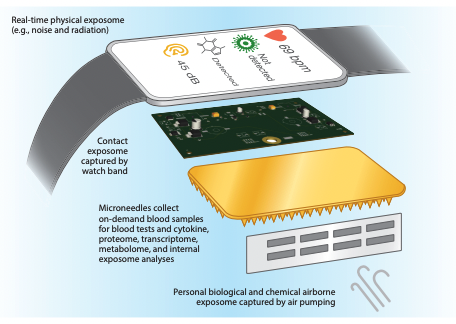 Real-time physical exposome
(e.g., noise and radiation)
45 dB
Detected
Not
detected
69 bpm
Contact
exposome
captured by
watch band
Microneedles collect
on-demand blood samples
for blood tests and cytokine,
proteome, transcriptome,
metabolome, and internal
exposome analyses
Personal biological and chemical airborne
exposome captured by air pumping